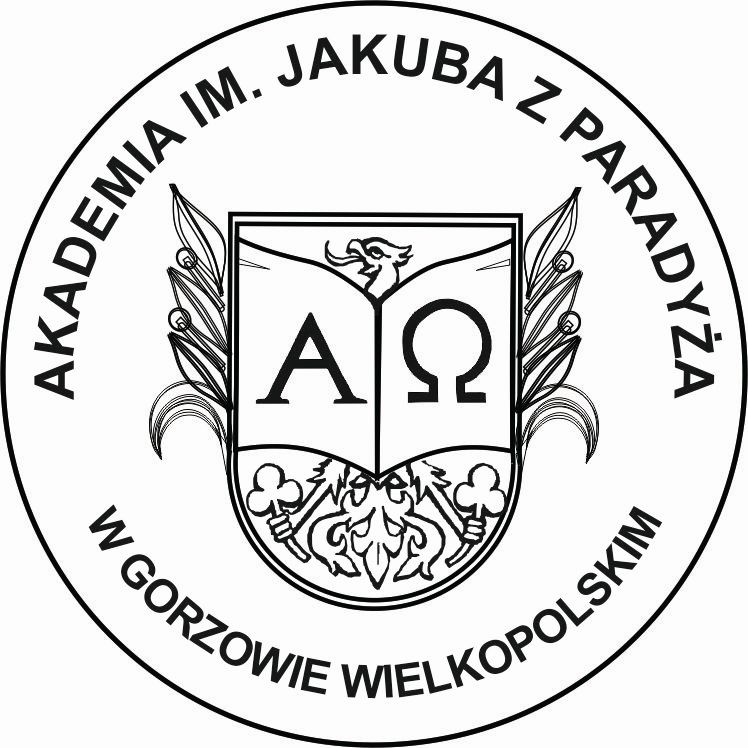 AKADEMIA IM. JAKUBA Z PARADYŻA
Α Ω
W GORZOWIE WIELKOPOLSKIM